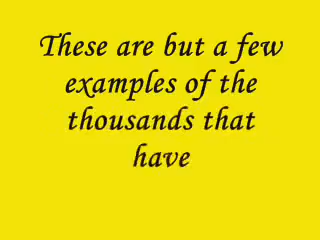 These are but a few
examples of the
thousands that
have